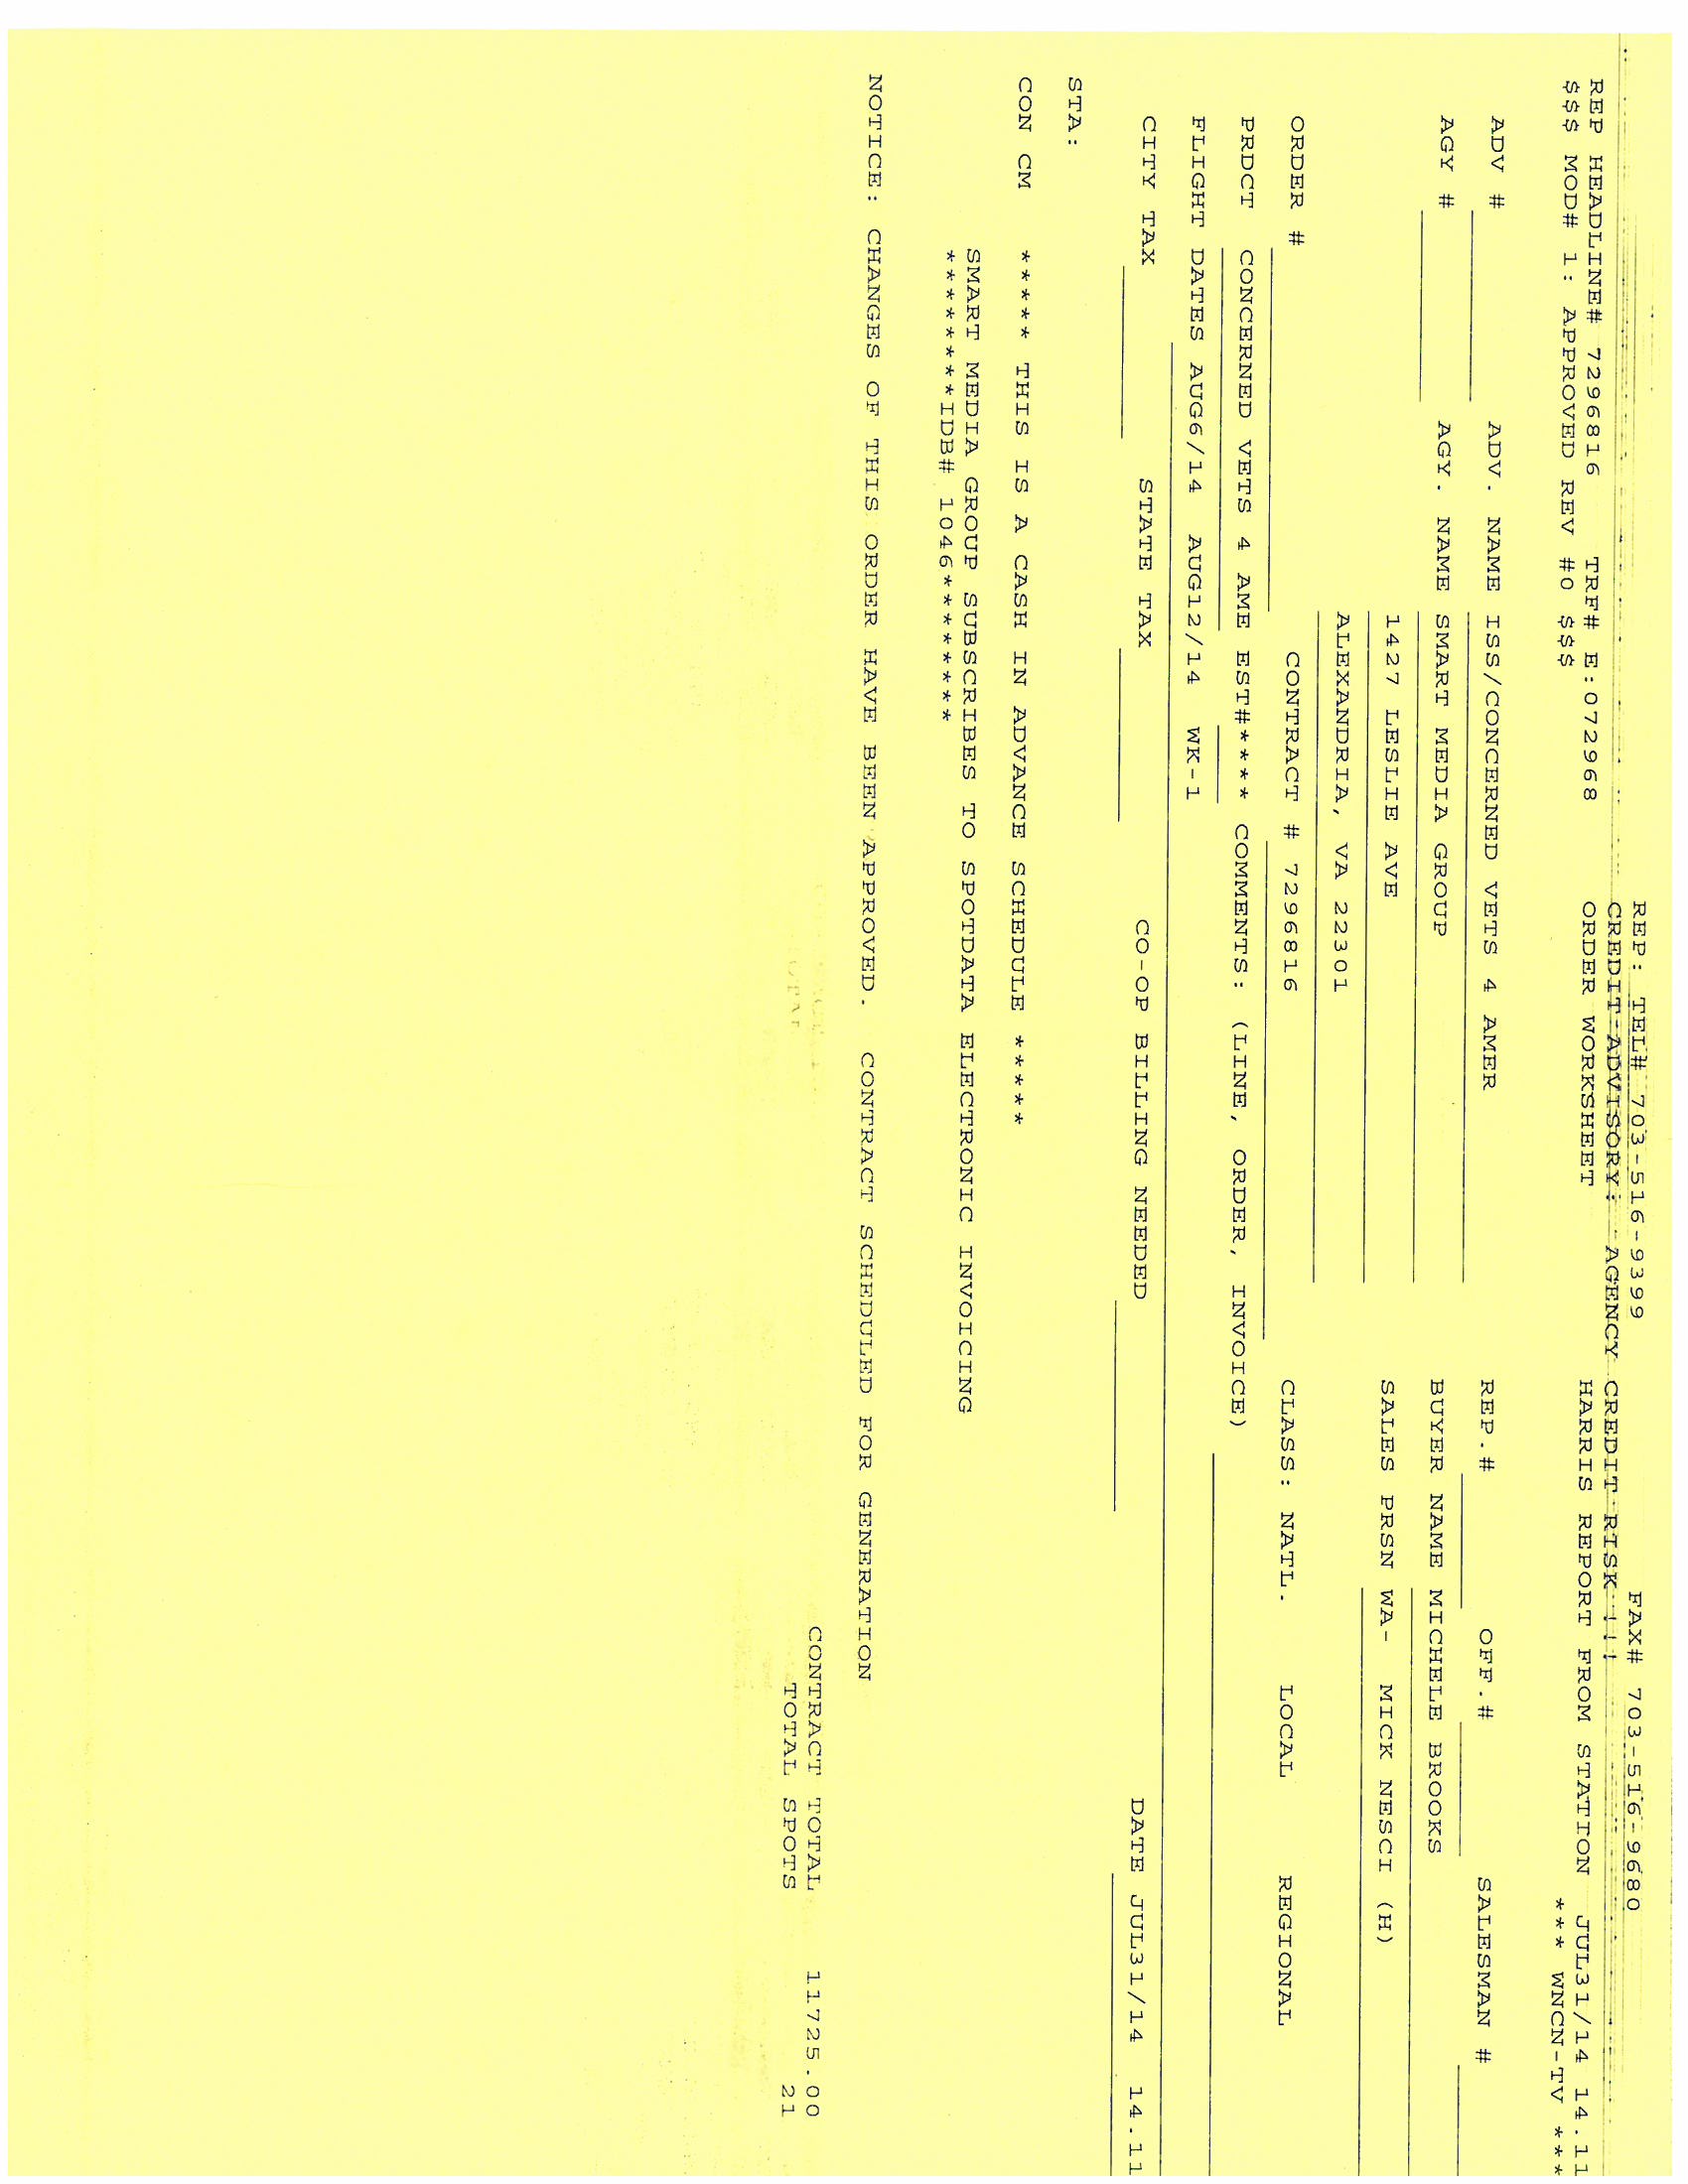 REP: TEL# 703-516-9399 FAX# 703-516-9680
CREDIT ADVISORY: AGENCY CREDIT RISK !!!
REP HEADLINE# 7296816 TRF# E:072968 ORDER WORKSHEET HARRIS REPORT FROM STATION JUL31/14 14.11
$$$ MOD# 1: APPROVED REV #0 $$$ *** WNCN-TV ***
ADV # ADV. NAME ISS/CONCERNED VETS 4 AMER REP.# OFF.# SALESMAN #
AGY # AGY. NAME SMART MEDIA GROUP BUYER NAME MICHELE BROOKS
1427 LESLIE AVE SALES PRSN WA- MICK NESCI (H)
ALEXANDRIA, VA 22301
ORDER # CONTRACT # 7296816 CLASS: NATL. LOCAL REGIONAL
PRDCT CONCERNED VETS 4 AME EST#**** COMMENTS: (LINE, ORDER, INVOICE)
FLIGHT DATES AUG6/14 AUG12/14 WK-1
CITY TAX STATE TAX CO-OP BILLING NEEDED DATE JUL31/14 14.11
STA:
CON CM ***** THIS IS A CASH IN ADVANCE SCHEDULE *****
SMART MEDIA GROUP SUBSCRIBES TO SPOTDATA ELECTRONIC INVOICING
*********IDB# 1046*********
NOTICE: CHANGES OF THIS ORDER HAVE BEEN APPROVED. CONTRACT SCHEDULED FOR GENERATION
CONTRACT TOTAL 11725.00
TOTAL SPOTS 21